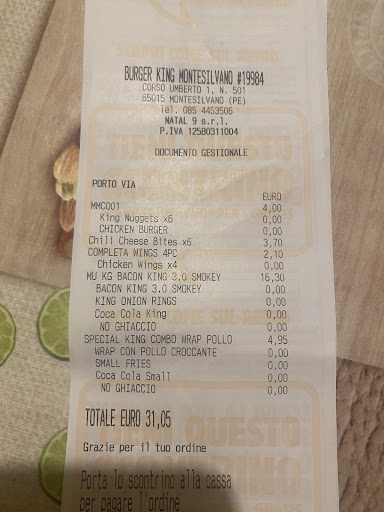 BURGER KING MONTESILVANO #19984
CORSO UMBERTO 1, N. 501
65015 MONTESILVANO (PE)
Tel. 085 4453506
NATAL 9 s.r.l.
P.IVA 12580311004
DOCUMENTO GESTIONALE
PORTO VIA
EURO
MMC001 4,00
King Nuggets x6 0,00
CHICKEN BURGER 0,00
Chili Cheese Bites x6 3,70
COMPLETA WINGS 4PC 2,10
Chicken Wings x4 0,00
MU KG BACON KING 3.0 SMOKEY 16,30
BACON KING 3.0 SMOKEY 0,00
KING ONION RINGS 0,00
Coca Cola King 0,00
NO GHIACCIO 0,00
SPECIAL KING COMBO WRAP POLLO 4,95
WRAP CON POLLO CROCCANTE 0,00
SMALL FRIES 0,00
Coca Cola Small 0,00
NO GHIACCIO 0,00
TOTALE EURO 31,05
Grazie per il tuo ordine
Porta lo scontrino alla cassa
per pagare l'ordine